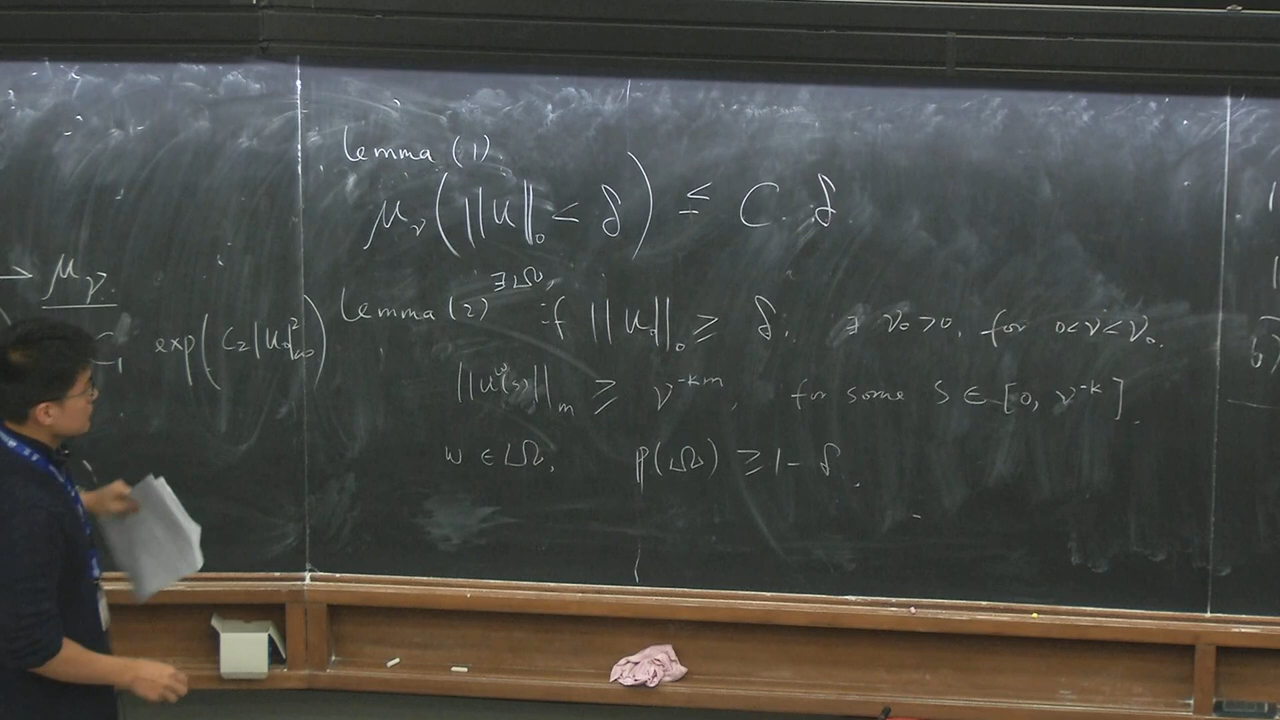 Lemma (1)
μ_ν(‖u‖_0 < δ) ≤ C δ.
→ μ_ν.
exp(C_2 |u_0|_∞^2)
Lemma (2) ∃Ω, if ‖u_0‖_0 ≥ δ. ∃ ν_0 > 0, for 0<ν<ν_0.
‖u^ω(s)‖_m ≥ ν^{-km}, for some s ∈ [0, ν^{-k}].
ω ∈ Ω, P(Ω) ≥ 1 - δ.